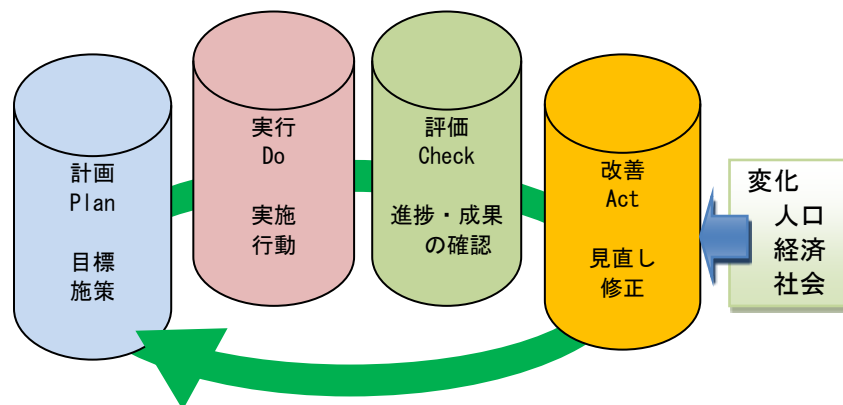 計画
Plan
目標
施策
実行
Do
実施
行動
評価
Check
進捗・成果
の確認
改善
Act
見直し
修正
変化
人口
経済
社会